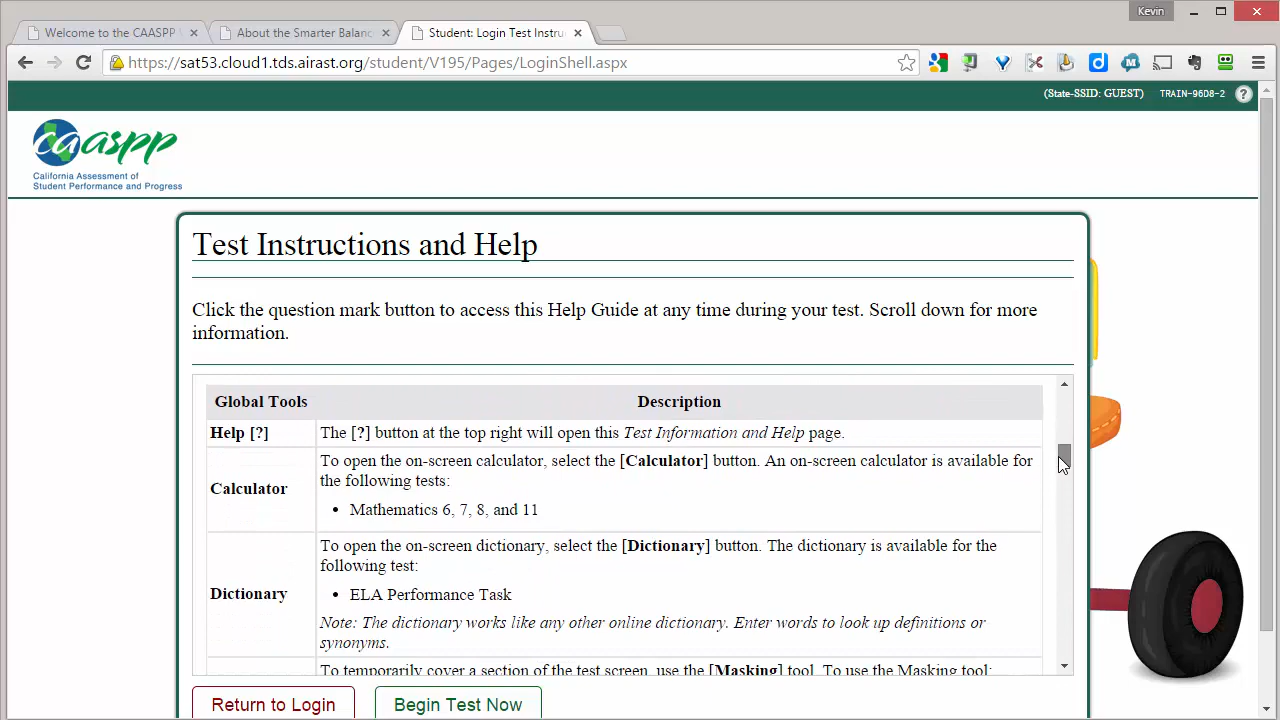 Kevin
Welcome to the CAASPP
About the Smarter Balanc
Student: Login Test Instru
https://sat53.cloud1.tds.airast.org/student/V195/Pages/LoginShell.aspx
(State-SSID: GUEST) TRAIN-96D8-2 ?
caaspp
California Assessment of
Student Performance and Progress
Test Instructions and Help
Click the question mark button to access this Help Guide at any time during your test. Scroll down for more
information.
Global Tools Description
Help [?] The [?] button at the top right will open this Test Information and Help page.
Calculator
To open the on-screen calculator, select the [Calculator] button. An on-screen calculator is available for
the following tests:
• Mathematics 6, 7, 8, and 11
Dictionary
To open the on-screen dictionary, select the [Dictionary] button. The dictionary is available for the
following test:
• ELA Performance Task
Note: The dictionary works like any other online dictionary. Enter words to look up definitions or
synonyms.
To temporarily cover a section of the test screen, use the [Masking] tool. To use the Masking tool:
Return to Login
Begin Test Now